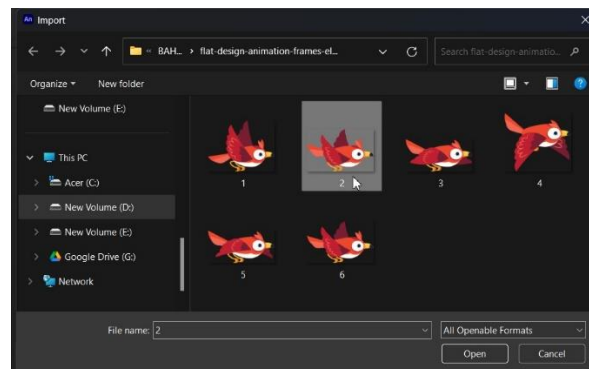 An Import
BAH... › flat-design-animation-frames-el...
Search flat-design-animatio...
Organize
New folder
New Volume (E:)
This PC
Acer (C:)
New Volume (D:)
New Volume (E:)
Google Drive (G:)
Network
1
2
3
4
5
6
File name: 2
All Openable Formats
Open
Cancel